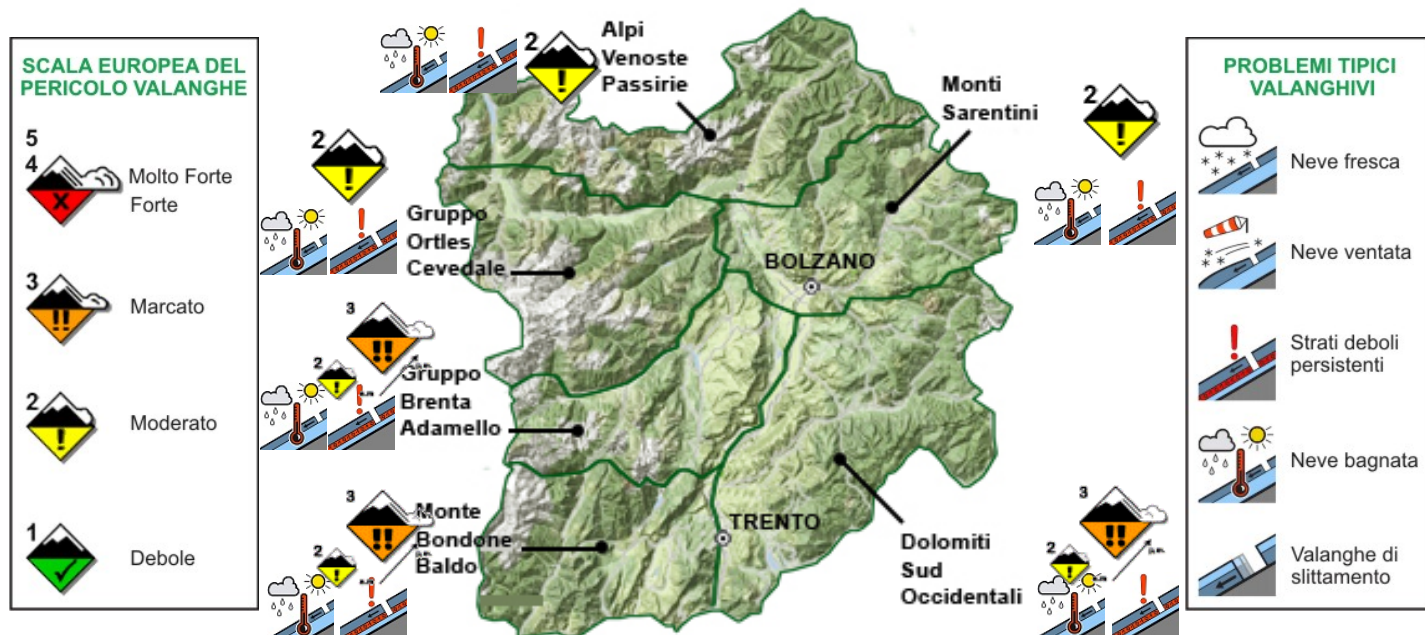 SCALA EUROPEA DEL
PERICOLO VALANGHE
5
4
Molto Forte
Forte
3
Marcato
2
Moderato
1
Debole
2
Alpi
Venoste
Passirie
Monti
Sarentini
2
2
Gruppo
Ortles
Cevedale
BOLZANO
3
2
Gruppo
Brenta
Adamello
3
2
Monte
Bondone
Baldo
TRENTO
Dolomiti
Sud
Occidentali
3
2
PROBLEMI TIPICI
VALANGHIVI
Neve fresca
Neve ventata
Strati deboli
persistenti
Neve bagnata
Valanghe di
slittamento